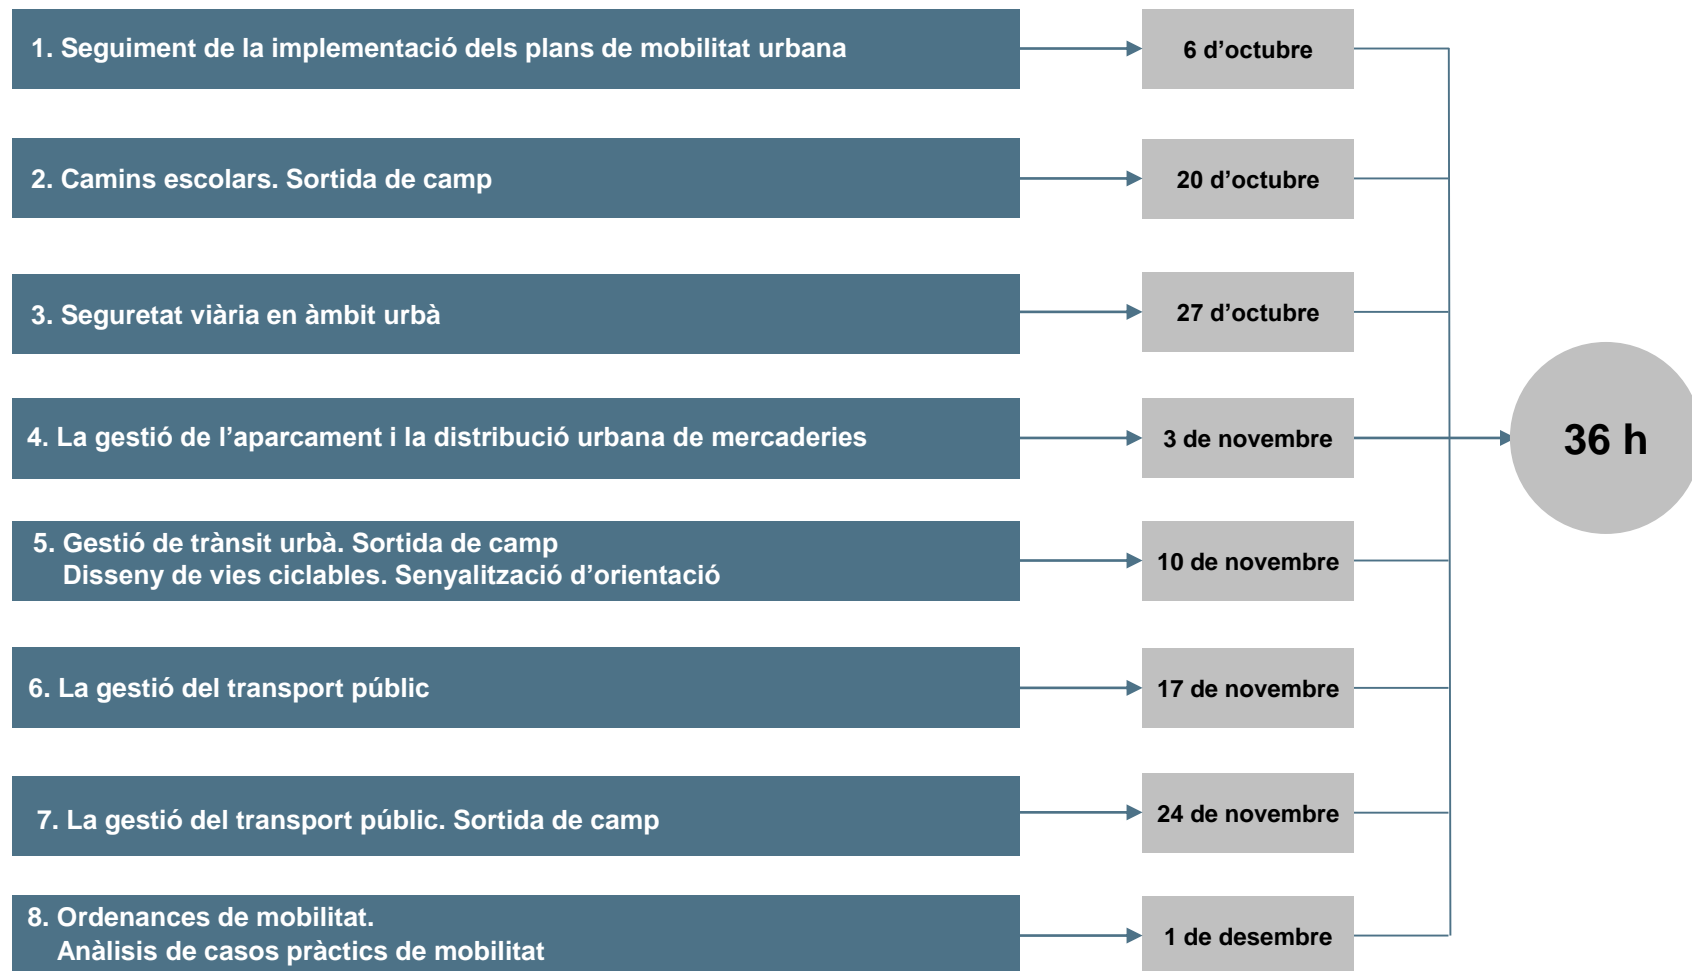 1. Seguiment de la implementació dels plans de mobilitat urbana
6 d’octubre
2. Camins escolars. Sortida de camp
20 d’octubre
3. Seguretat viària en àmbit urbà
27 d’octubre
4. La gestió de l’aparcament i la distribució urbana de mercaderies
3 de novembre
36 h
5. Gestió de trànsit urbà. Sortida de camp
Disseny de vies ciclables. Senyalització d’orientació
10 de novembre
6. La gestió del transport públic
17 de novembre
7. La gestió del transport públic. Sortida de camp
24 de novembre
8. Ordenances de mobilitat.
Anàlisis de casos pràctics de mobilitat
1 de desembre